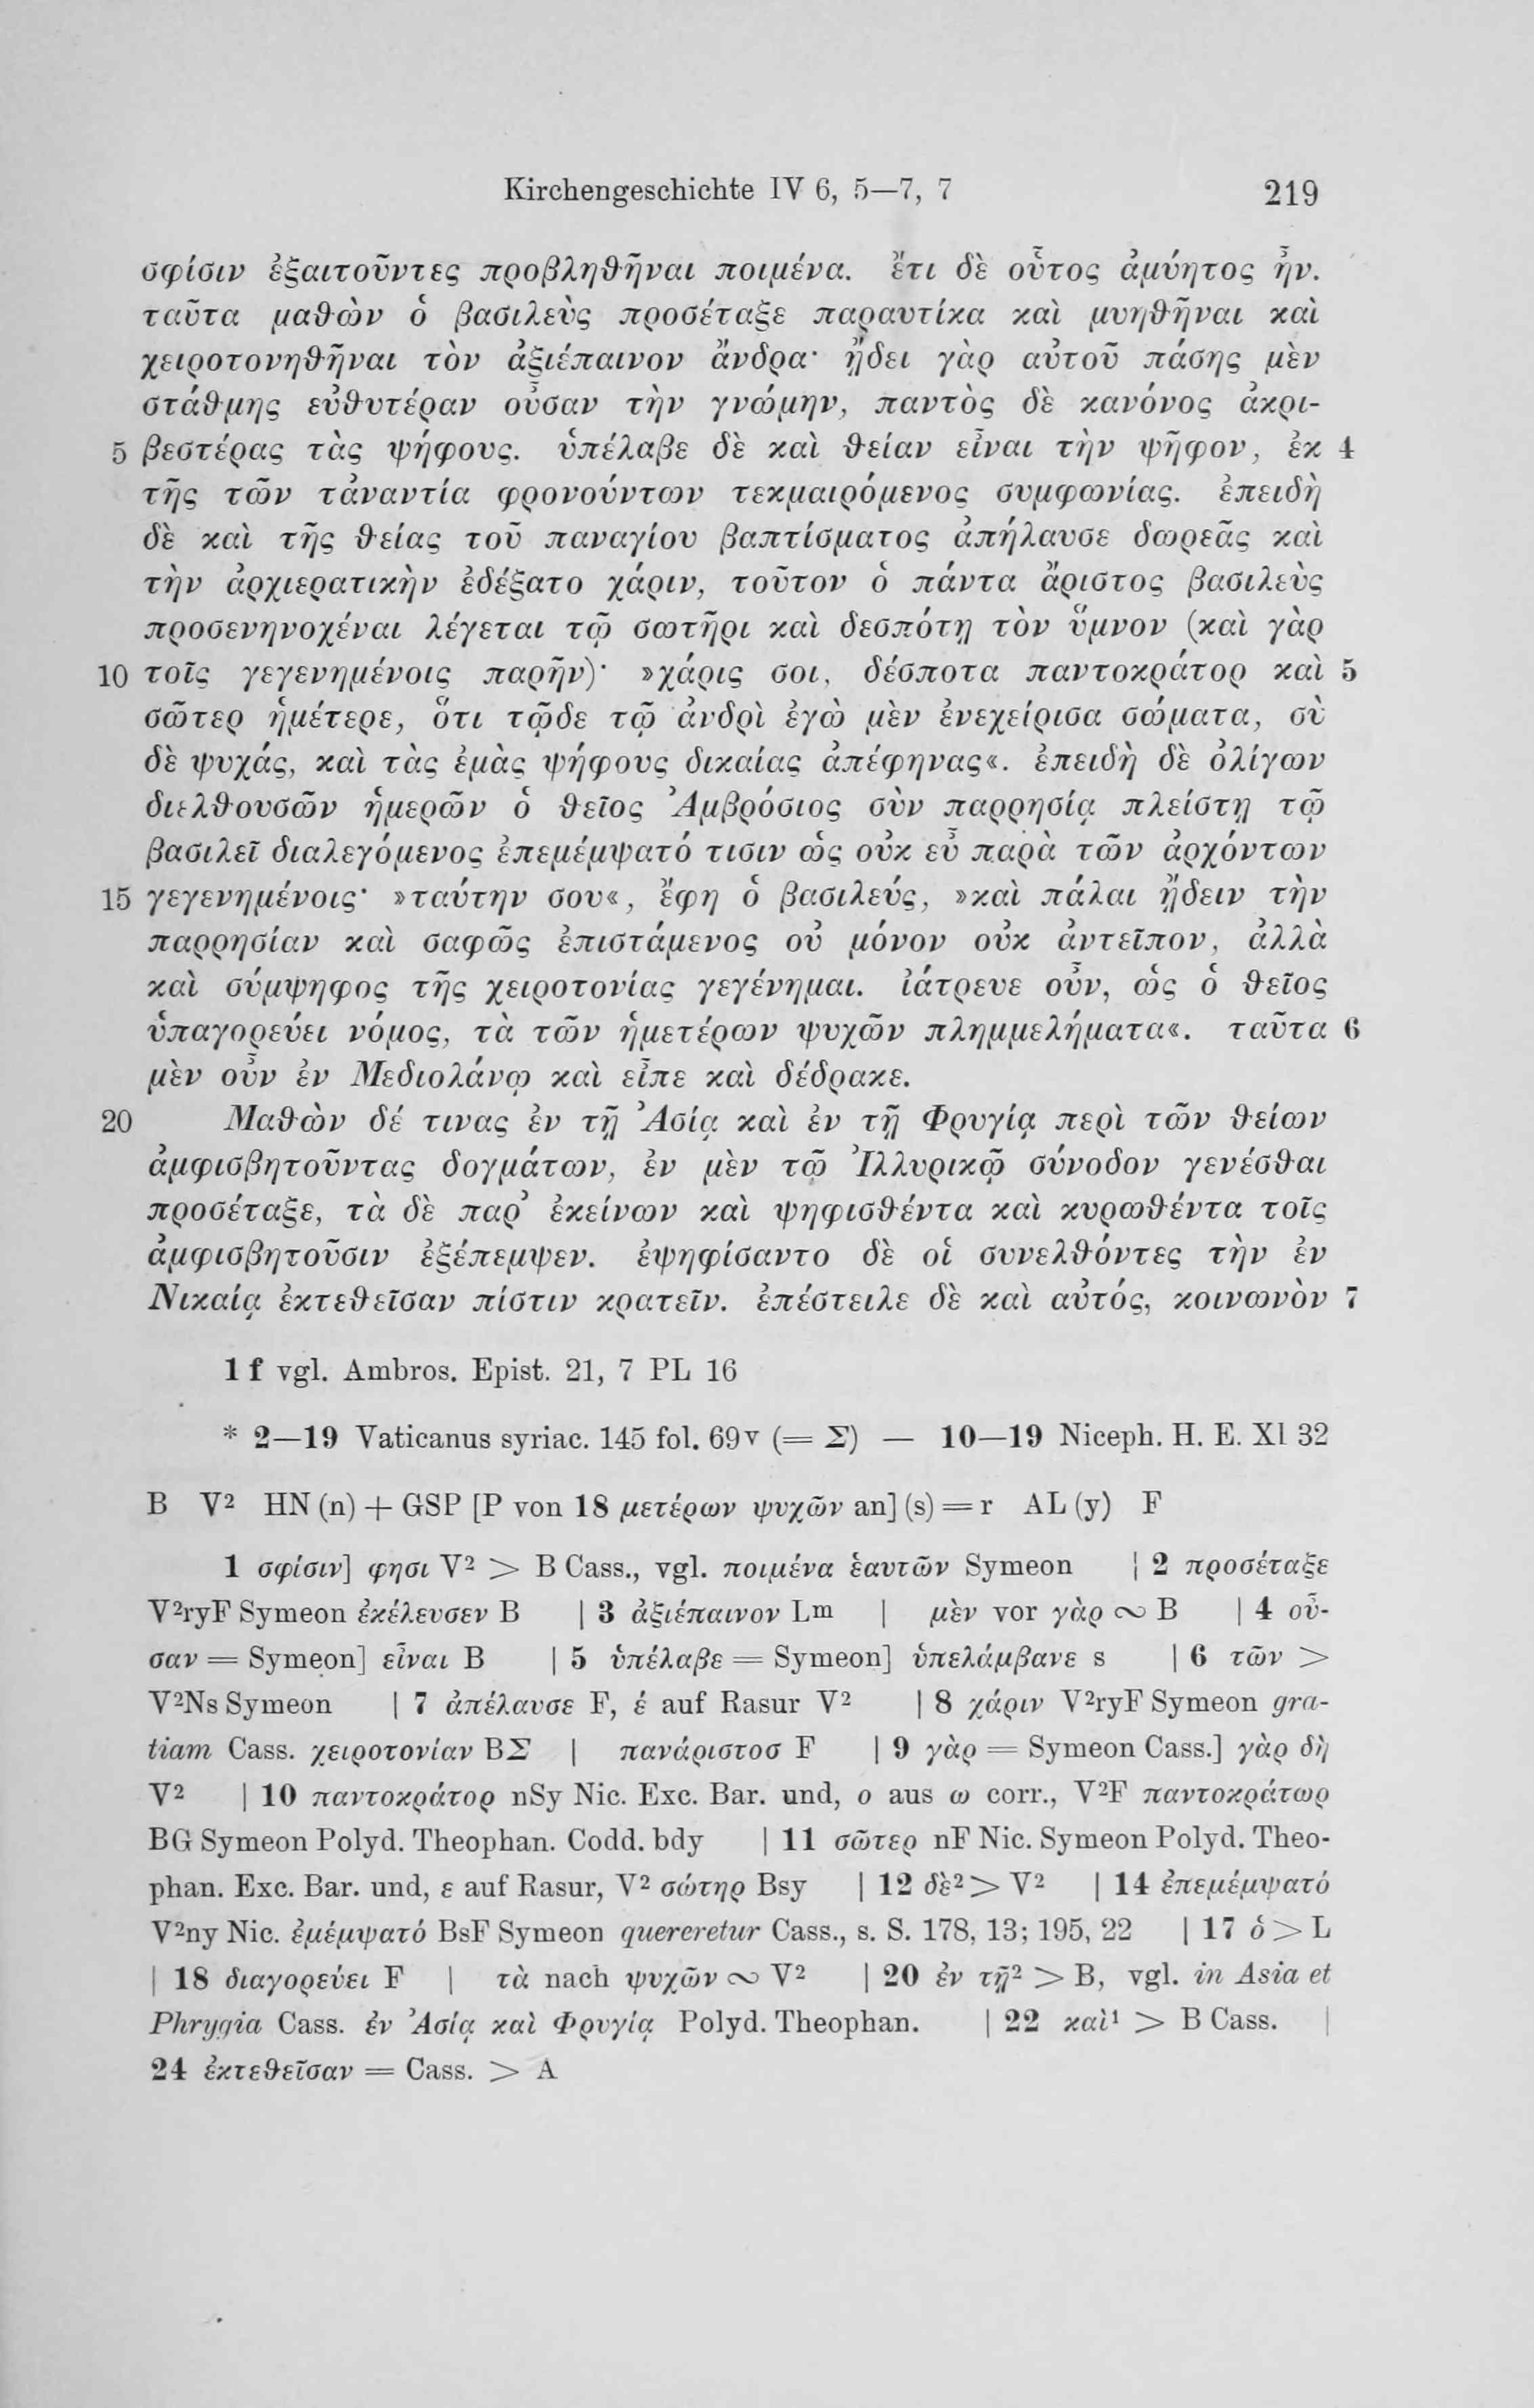 Kirchengeschichte IV 6, 5—7, 7 219
σφίσιν ἐξαιτοῦντες προβληθῆναι ποιμένα. ἔτι δὲ οὗτος ἀμύητος ἦν.
ταῦτα μαθὼν ὁ βασιλεὺς προσέταξε παραυτίκα καὶ μυηθῆναι καὶ
χειροτονηθῆναι τὸν ἀξιέπαινον ἄνδρα· ᾔδει γὰρ αὐτοῦ πάσης μὲν
στάθμης εὐθυτέραν οὖσαν τὴν γνώμην, παντὸς δὲ κανόνος ἀκρι-
5 βεστέρας τὰς ψήφους. ὑπέλαβε δὲ καὶ θείαν εἶναι τὴν ψῆφον, ἐκ 4
τῆς τῶν τἀναντία φρονούντων τεκμαιρόμενος συμφωνίας. ἐπειδὴ
δὲ καὶ τῆς θείας τοῦ παναγίου βαπτίσματος ἀπήλαυσε δωρεᾶς καὶ
τὴν ἀρχιερατικὴν ἐδέξατο χάριν, τοῦτον ὁ πάντα ἄριστος βασιλεὺς
προσενηνοχέναι λέγεται τῷ σωτῆρι καὶ δεσπότῃ τὸν ὕμνον (καὶ γὰρ
10 τοῖς γεγενημένοις παρῆν)· »χάρις σοι, δέσποτα παντοκράτορ καὶ 5
σῶτερ ἡμέτερε, ὅτι τῷδε τῷ ἀνδρὶ ἐγὼ μὲν ἐνεχείρισα σώματα, σὺ
δὲ ψυχάς, καὶ τὰς ἐμὰς ψήφους δικαίας ἀπέφηνας«. ἐπειδὴ δὲ ὀλίγων
διελθουσῶν ἡμερῶν ὁ θεῖος Ἀμβρόσιος σὺν παρρησίᾳ πλείστῃ τῷ
βασιλεῖ διαλεγόμενος ἐπεμέμψατό τισιν ὡς οὐκ εὖ παρὰ τῶν ἀρχόντων
15 γεγενημένοις· »ταύτην σου«, ἔφη ὁ βασιλεύς, »καὶ πάλαι ᾔδειν τὴν
παρρησίαν καὶ σαφῶς ἐπιστάμενος οὐ μόνον οὐκ ἀντεῖπον, ἀλλὰ
καὶ σύμψηφος τῆς χειροτονίας γεγένημαι. ἰάτρευε οὖν, ὡς ὁ θεῖος
ὑπαγορεύει νόμος, τὰ τῶν ἡμετέρων ψυχῶν πλημμελήματα«. ταῦτα 6
μὲν οὖν ἐν Μεδιολάνῳ καὶ εἶπε καὶ δέδρακε.
20 Μαθὼν δέ τινας ἐν τῇ Ἀσίᾳ καὶ ἐν τῇ Φρυγίᾳ περὶ τῶν θείων
ἀμφισβητοῦντας δογμάτων, ἐν μὲν τῷ Ἰλλυρικῷ σύνοδον γενέσθαι
προσέταξε, τὰ δὲ παρ’ ἐκείνων καὶ ψηφισθέντα καὶ κυρωθέντα τοῖς
ἀμφισβητοῦσιν ἐξέπεμψεν. ἐψηφίσαντο δὲ οἱ συνελθόντες τὴν ἐν
Νικαίᾳ ἐκτεθεῖσαν πίστιν κρατεῖν. ἐπέστειλε δὲ καὶ αὐτός, κοινωνὸν 7
1 f vgl. Ambros. Epist. 21, 7 PL 16
* 2—19 Vaticanus syriac. 145 fol. 69v (= Σ) — 10—19 Niceph. H. E. XI 32
B V² HN (n) + GSP [P von 18 μετέρων ψυχῶν an] (s) = r AL (y) F
1 σφίσιν] φησι V² > B Cass., vgl. ποιμένα ἑαυτῶν Symeon | 2 προσέταξε
V²ryF Symeon ἐκέλευσεν B | 3 ἀξιέπαινον Lm | μὲν vor γὰρ ∾ B | 4 οὖ-
σαν = Symeon] εἶναι B | 5 ὑπέλαβε = Symeon] ὑπελάμβανε s | 6 τῶν >
V²Ns Symeon | 7 ἀπέλαυσε F, έ auf Rasur V² | 8 χάριν V²ryF Symeon gra-
tiam Cass. χειροτονίαν BΣ | πανάριστοσ F | 9 γὰρ = Symeon Cass.] γὰρ δὴ
V² | 10 παντοκράτορ nSy Nic. Exc. Bar. und, ο aus ω corr., V²F παντοκράτωρ
BG Symeon Polyd. Theophan. Codd. bdy | 11 σῶτερ nF Nic. Symeon Polyd. Theo-
phan. Exc. Bar. und, ε auf Rasur, V² σώτηρ Bsy | 12 δὲ² > V² | 14 ἐπεμέμψατό
V²ny Nic. ἐμέμψατό BsF Symeon quereretur Cass., s. S. 178, 13; 195, 22 | 17 ὁ > L
| 18 διαγορεύει F | τὰ nach ψυχῶν ∾ V² | 20 ἐν τῇ² > B, vgl. in Asia et
Phrygia Cass. ἐν Ἀσίᾳ καὶ Φρυγίᾳ Polyd. Theophan. | 22 καὶ¹ > B Cass. |
24 ἐκτεθεῖσαν = Cass. > A